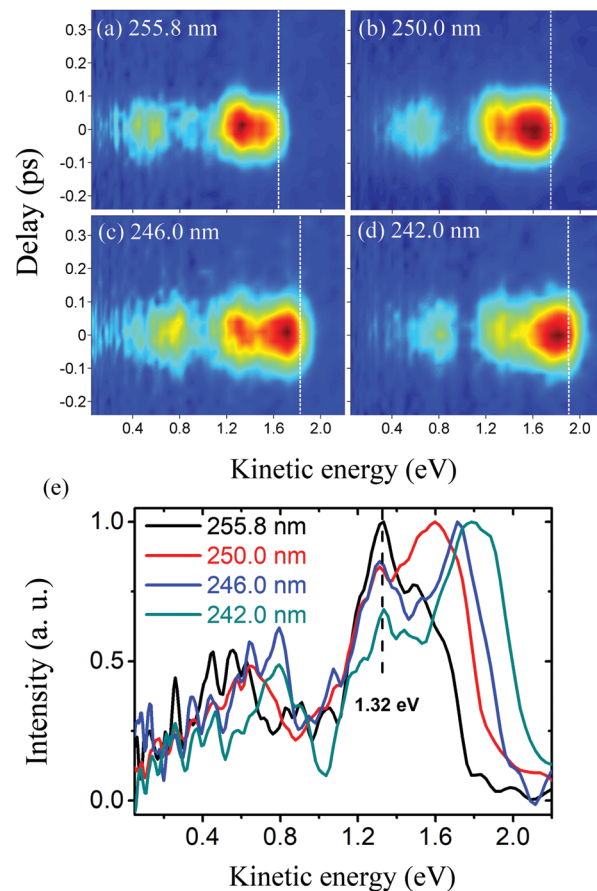 (a) 255.8 nm
(b) 250.0 nm
0.3
0.2
0.1
0
-0.1
-0.2
(c) 246.0 nm
(d) 242.0 nm
0.3
0.2
0.1
0
-0.1
-0.2
0.4 0.8 1.2 1.6 2.0
0.4 0.8 1.2 1.6 2.0
Delay (ps)
Kinetic energy (eV)
(e)
1.0
0.5
0.0
Intensity (a. u.)
255.8 nm
250.0 nm
246.0 nm
242.0 nm
1.32 eV
0.4 0.8 1.2 1.6 2.0
Kinetic energy (eV)